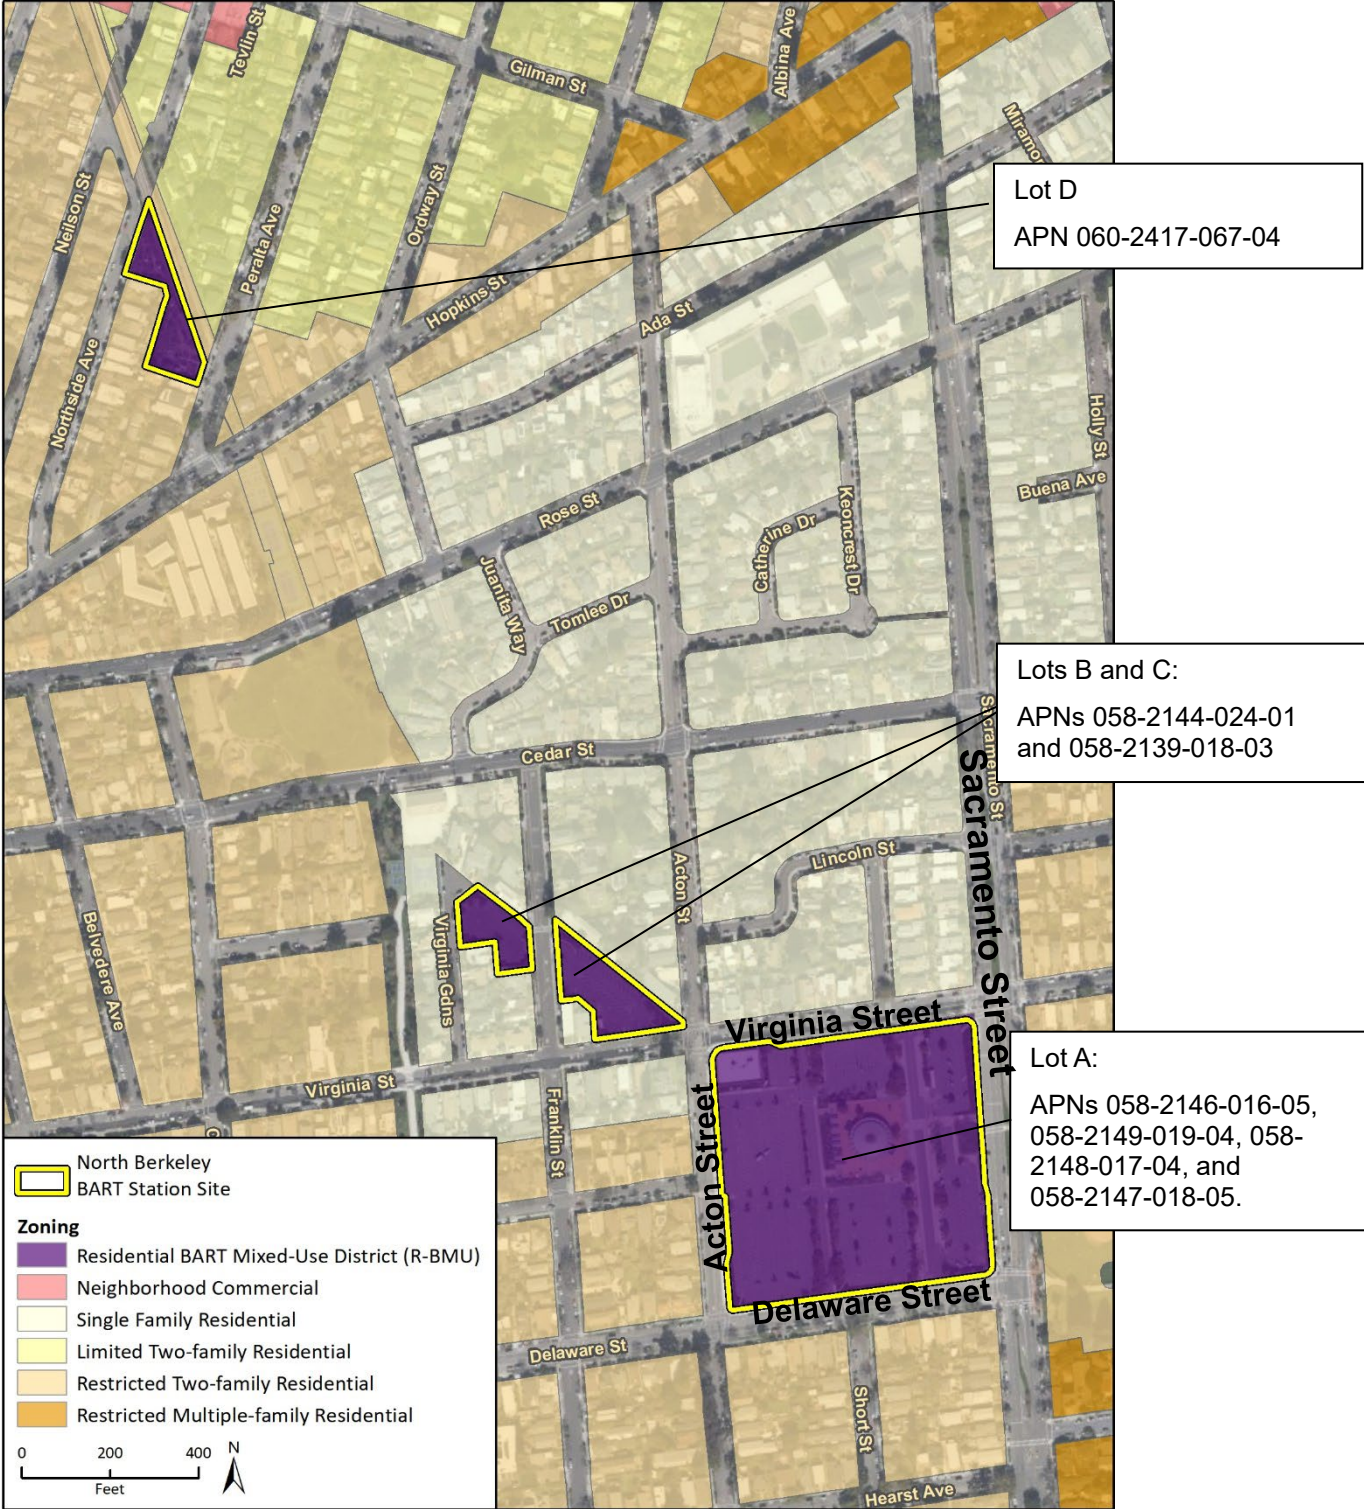 Tevlin St
Gilman St
Albina Ave
Neilson St
Ordway St
Peralta Ave
Lot D
APN 060-2417-067-04
Hopkins St
Ada St
Northside Ave
Holly St
Buena Ave
Rose St
Keoncrest Dr
Catherine Dr
Juanita Way
Tomlee Dr
Lots B and C:
APNs 058-2144-024-01
and 058-2139-018-03
Sacramento St
Cedar St
Sacramento Street
Lincoln St
Acton St
Belvedere Ave
Virginia Gdns
Virginia Street
Lot A:
APNs 058-2146-016-05,
058-2149-019-04, 058-
2148-017-04, and
058-2147-018-05.
Virginia St
Franklin St
Acton Street
Delaware Street
Delaware St
Short St
Hearst Ave
North Berkeley
BART Station Site
Zoning
Residential BART Mixed-Use District (R-BMU)
Neighborhood Commercial
Single Family Residential
Limited Two-family Residential
Restricted Two-family Residential
Restricted Multiple-family Residential
0 200 400
Feet
N